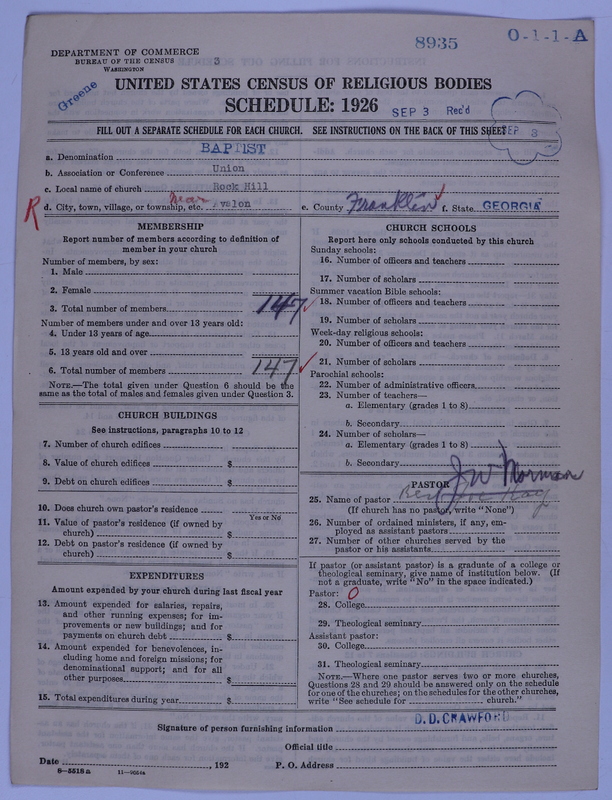 8935
O-1-1-A
DEPARTMENT OF COMMERCE
BUREAU OF THE CENSUS
WASHINGTON
3
Greene
UNITED STATES CENSUS OF RELIGIOUS BODIES
SCHEDULE: 1926
SEP 3 Rec'd
SEP 3
FILL OUT A SEPARATE SCHEDULE FOR EACH CHURCH. SEE INSTRUCTIONS ON THE BACK OF THIS SHEET
a. Denomination BAPTIST
b. Association or Conference Union
c. Local name of church Rock Hill
R d. City, town, village, or township, etc. near Avalon e. County Franklin f. State GEORGIA
MEMBERSHIP
Report number of members according to definition of member in your church
Number of members, by sex:
1. Male
2. Female
3. Total number of members 147
Number of members under and over 13 years old:
4. Under 13 years of age
5. 13 years old and over
6. Total number of members 147
NOTE.—The total given under Question 6 should be the
same as the total of males and females given under Question 3.
CHURCH BUILDINGS
See instructions, paragraphs 10 to 12
7. Number of church edifices
8. Value of church edifices $
9. Debt on church edifices $
10. Does church own pastor's residence
Yes or No
11. Value of pastor's residence (if owned by
church) $
12. Debt on pastor's residence (if owned by
church) $
EXPENDITURES
Amount expended by your church during last fiscal year
13. Amount expended for salaries, repairs,
and other running expenses; for im-
provements or new buildings; and for
payments on church debt $
14. Amount expended for benevolences, in-
cluding home and foreign missions; for
denominational support; and for all
other purposes $
15. Total expenditures during year $
CHURCH SCHOOLS
Report here only schools conducted by this church
Sunday schools:
16. Number of officers and teachers
17. Number of scholars
Summer vacation Bible schools:
18. Number of officers and teachers
19. Number of scholars
Week-day religious schools:
20. Number of officers and teachers
21. Number of scholars
Parochial schools:
22. Number of administrative officers
23. Number of teachers—
a. Elementary (grades 1 to 8)
b. Secondary
24. Number of scholars—
a. Elementary (grades 1 to 8)
b. Secondary
PASTOR
J W Norman
25. Name of pastor
(If church has no pastor, write "None")
26. Number of ordained ministers, if any, em-
ployed as assistant pastors
27. Number of other churches served by the
pastor or his assistants
If pastor (or assistant pastor) is a graduate of a college or
theological seminary, give name of institution below. (If
not a graduate, write "No" in the space indicated.)
Pastor: 0
28. College
29. Theological seminary
Assistant pastor:
30. College
31. Theological seminary
NOTE.—Where one pastor serves two or more churches,
Questions 28 and 29 should be answered only on the schedule
for one of the churches; on the schedules for the other churches,
write "See schedule for church."
Signature of person furnishing information D. D. CRAWFORD
Official title
Date , 192 P. O. Address
8—5518 a